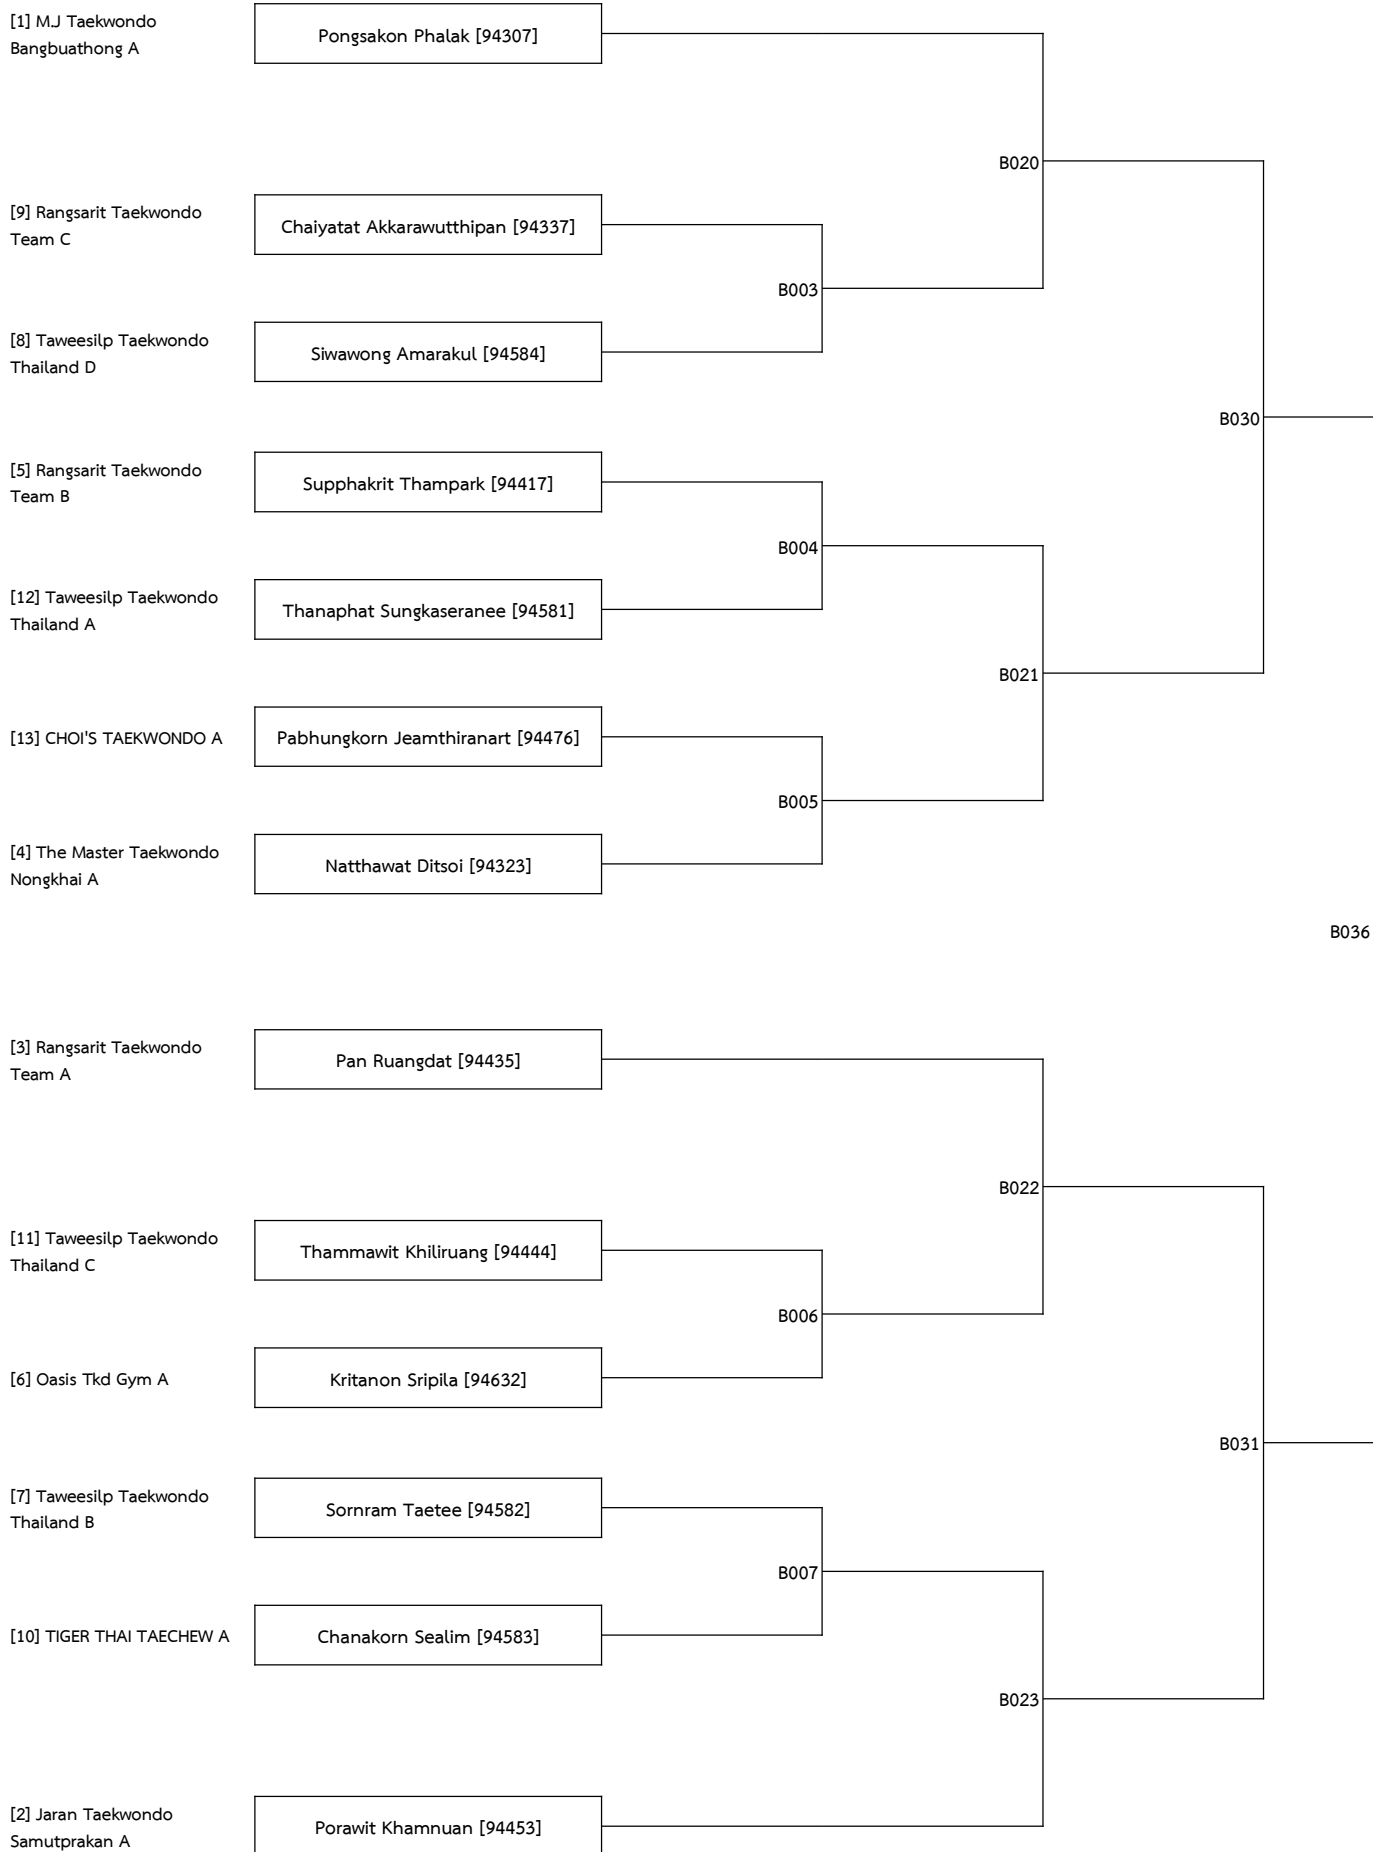 [1] M.J Taekwondo
Bangbuathong A
Pongsakon Phalak [94307]
B020
[9] Rangsarit Taekwondo
Team C
Chaiyatat Akkarawutthipan [94337]
B003
[8] Taweesilp Taekwondo
Thailand D
Siwawong Amarakul [94584]
B030
[5] Rangsarit Taekwondo
Team B
Supphakrit Thampark [94417]
B004
[12] Taweesilp Taekwondo
Thailand A
Thanaphat Sungkaseranee [94581]
B021
[13] CHOI'S TAEKWONDO A
Pabhungkorn Jeamthiranart [94476]
B005
[4] The Master Taekwondo
Nongkhai A
Natthawat Ditsoi [94323]
B036
[3] Rangsarit Taekwondo
Team A
Pan Ruangdat [94435]
B022
[11] Taweesilp Taekwondo
Thailand C
Thammawit Khiliruang [94444]
B006
[6] Oasis Tkd Gym A
Kritanon Sripila [94632]
B031
[7] Taweesilp Taekwondo
Thailand B
Sornram Taetee [94582]
B007
[10] TIGER THAI TAECHEW A
Chanakorn Sealim [94583]
B023
[2] Jaran Taekwondo
Samutprakan A
Porawit Khamnuan [94453]